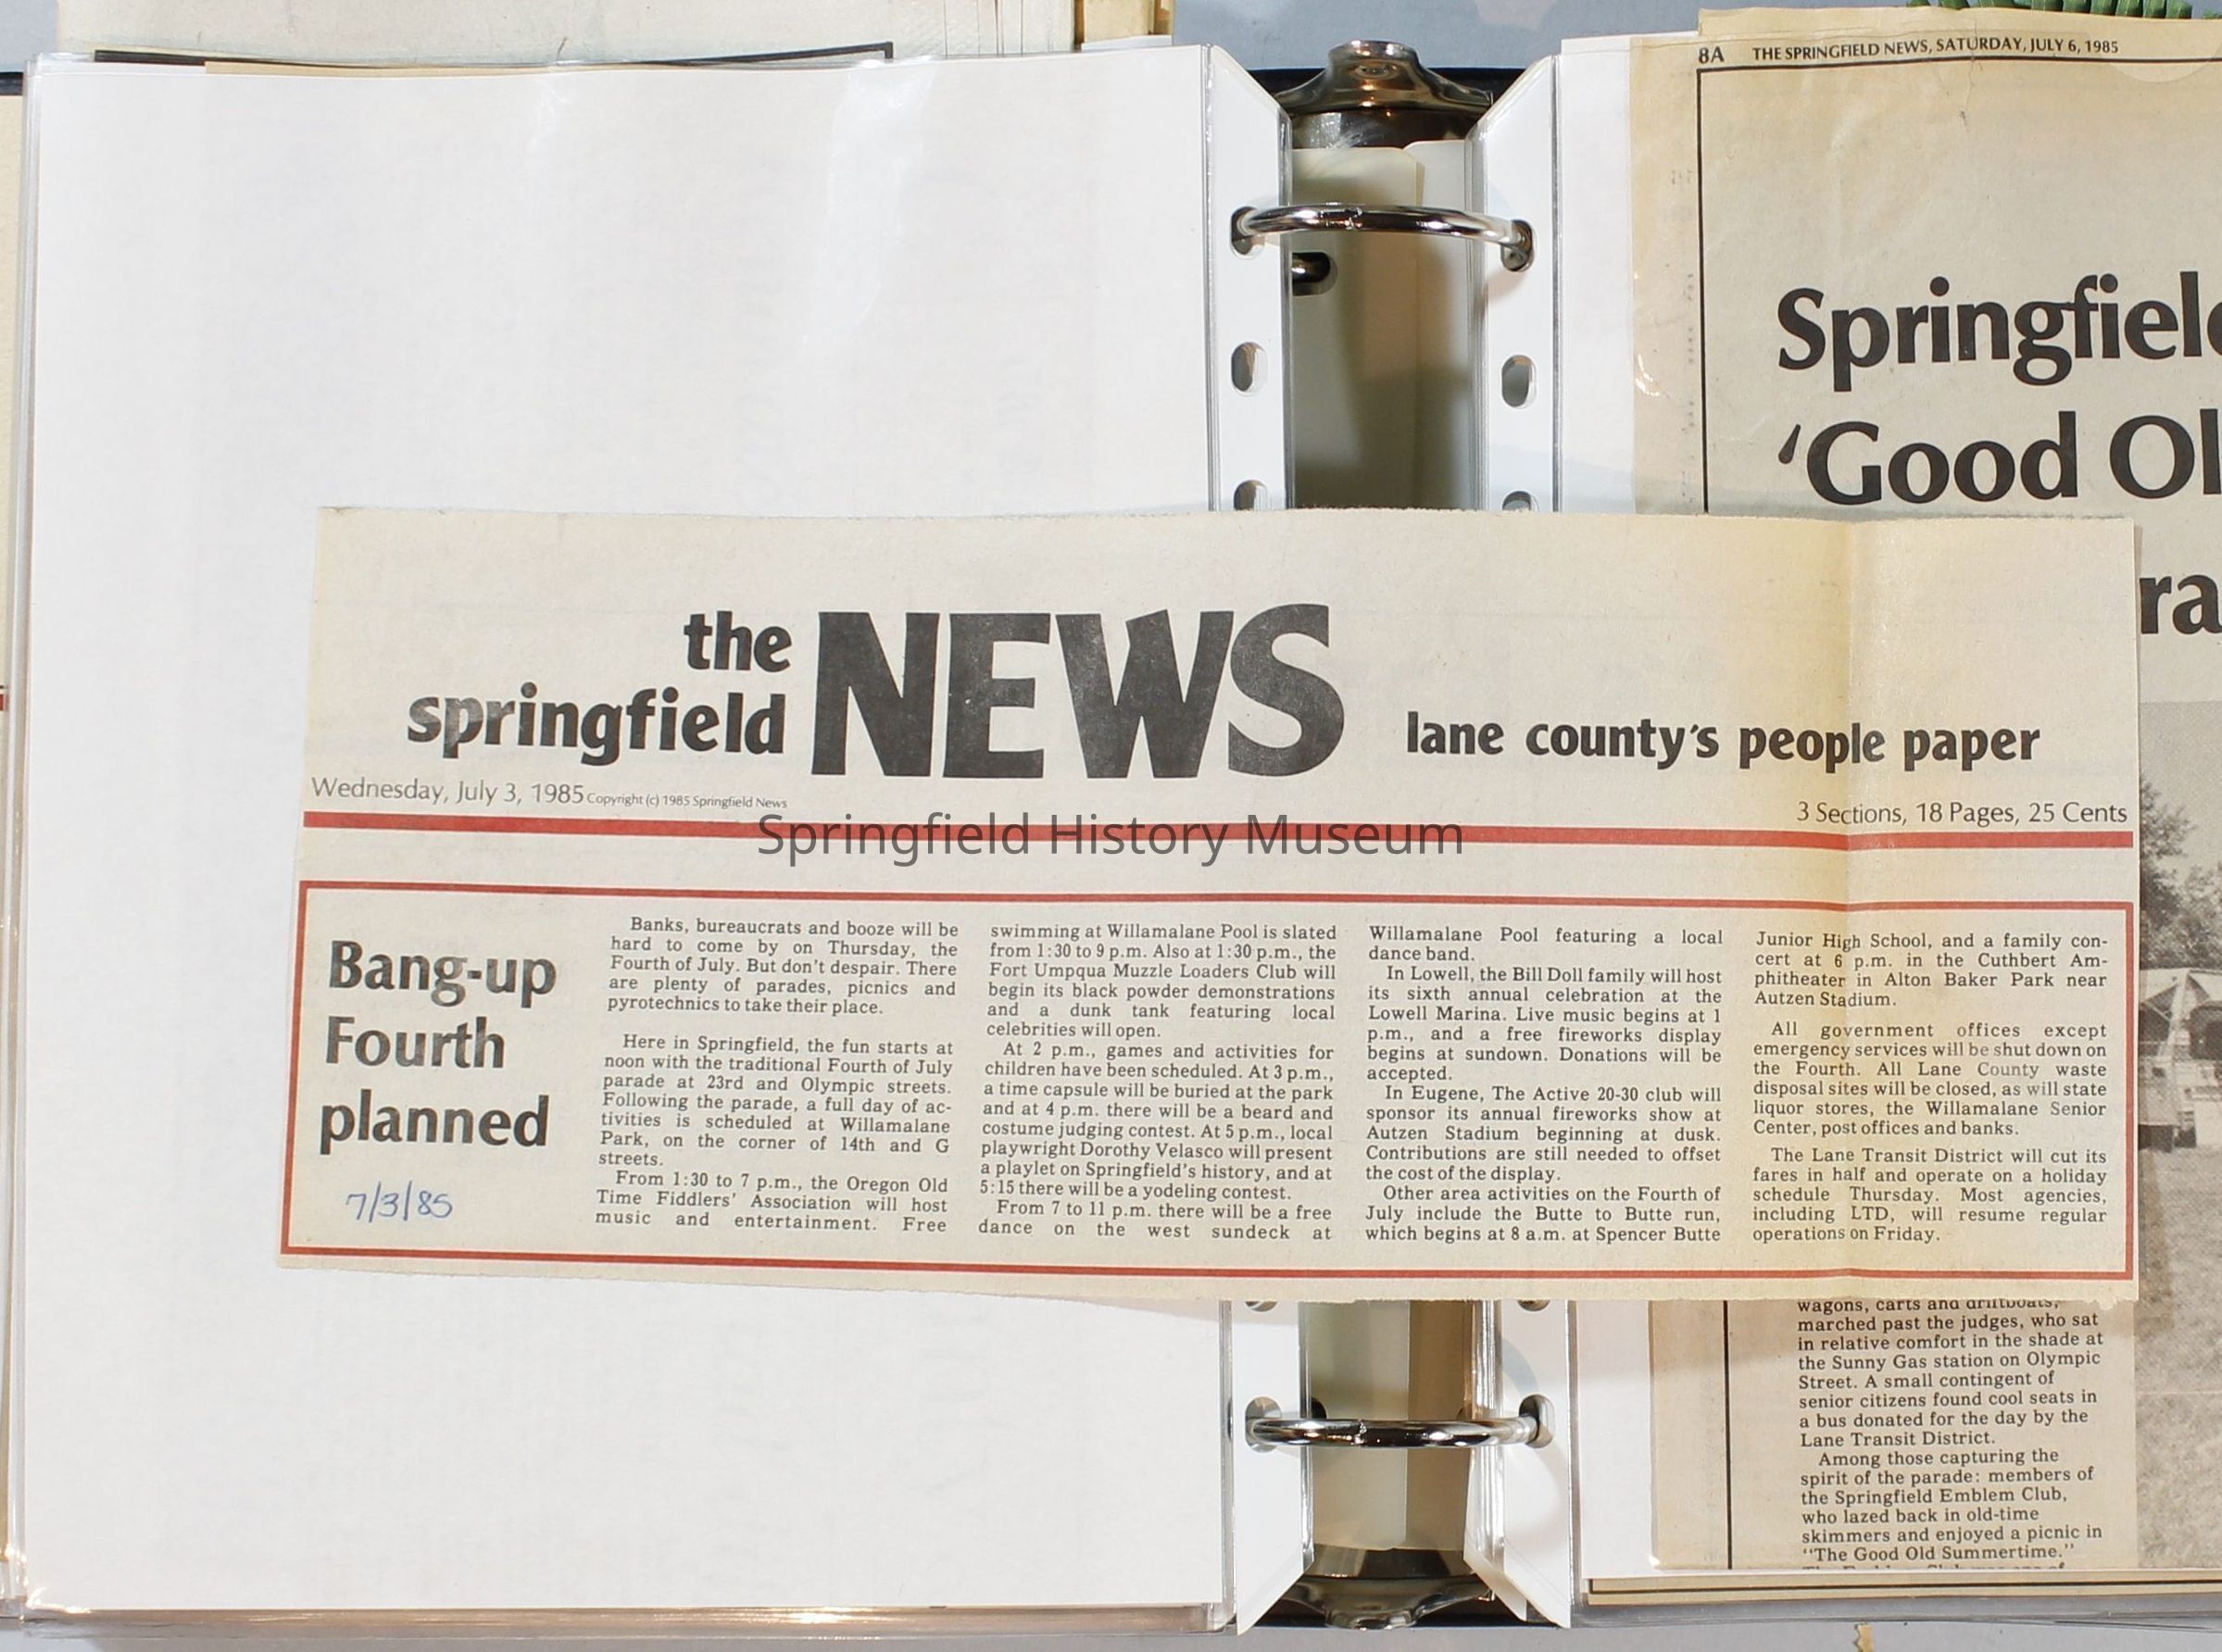 8A THE SPRINGFIELD NEWS, SATURDAY, JULY 6, 1985
Springfiel
'Good Ol
ra
the
springfield NEWS
lane county's people paper
Wednesday, July 3, 1985 Copyright (c) 1985 Springfield News
3 Sections, 18 Pages, 25 Cents
Springfield History Museum
Bang-up
Fourth
planned
7/3/85
Banks, bureaucrats and booze will be
hard to come by on Thursday, the
Fourth of July. But don't despair. There
are plenty of parades, picnics and
pyrotechnics to take their place.
Here in Springfield, the fun starts at
noon with the traditional Fourth of July
parade at 23rd and Olympic streets.
Following the parade, a full day of ac-
tivities is scheduled at Willamalane
Park, on the corner of 14th and G
streets.
From 1:30 to 7 p.m., the Oregon Old
Time Fiddlers' Association will host
music and entertainment. Free
swimming at Willamalane Pool is slated
from 1:30 to 9 p.m. Also at 1:30 p.m., the
Fort Umpqua Muzzle Loaders Club will
begin its black powder demonstrations
and a dunk tank featuring local
celebrities will open.
At 2 p.m., games and activities for
children have been scheduled. At 3 p.m.,
a time capsule will be buried at the park
and at 4 p.m. there will be a beard and
costume judging contest. At 5 p.m., local
playwright Dorothy Velasco will present
a playlet on Springfield's history, and at
5:15 there will be a yodeling contest.
From 7 to 11 p.m. there will be a free
dance on the west sundeck at
Willamalane Pool featuring a local
dance band.
In Lowell, the Bill Doll family will host
its sixth annual celebration at the
Lowell Marina. Live music begins at 1
p.m., and a free fireworks display
begins at sundown. Donations will be
accepted.
In Eugene, The Active 20-30 club will
sponsor its annual fireworks show at
Autzen Stadium beginning at dusk.
Contributions are still needed to offset
the cost of the display.
Other area activities on the Fourth of
July include the Butte to Butte run,
which begins at 8 a.m. at Spencer Butte
Junior High School, and a family con-
cert at 6 p.m. in the Cuthbert Am-
phitheater in Alton Baker Park near
Autzen Stadium.
All government offices except
emergency services will be shut down on
the Fourth. All Lane County waste
disposal sites will be closed, as will state
liquor stores, the Willamalane Senior
Center, post offices and banks.
The Lane Transit District will cut its
fares in half and operate on a holiday
schedule Thursday. Most agencies,
including LTD, will resume regular
operations on Friday.
wagons, carts and driftboats,
marched past the judges, who sat
in relative comfort in the shade at
the Sunny Gas station on Olympic
Street. A small contingent of
senior citizens found cool seats in
a bus donated for the day by the
Lane Transit District.
Among those capturing the
spirit of the parade: members of
the Springfield Emblem Club,
who lazed back in old-time
skimmers and enjoyed a picnic in
"The Good Old Summertime."